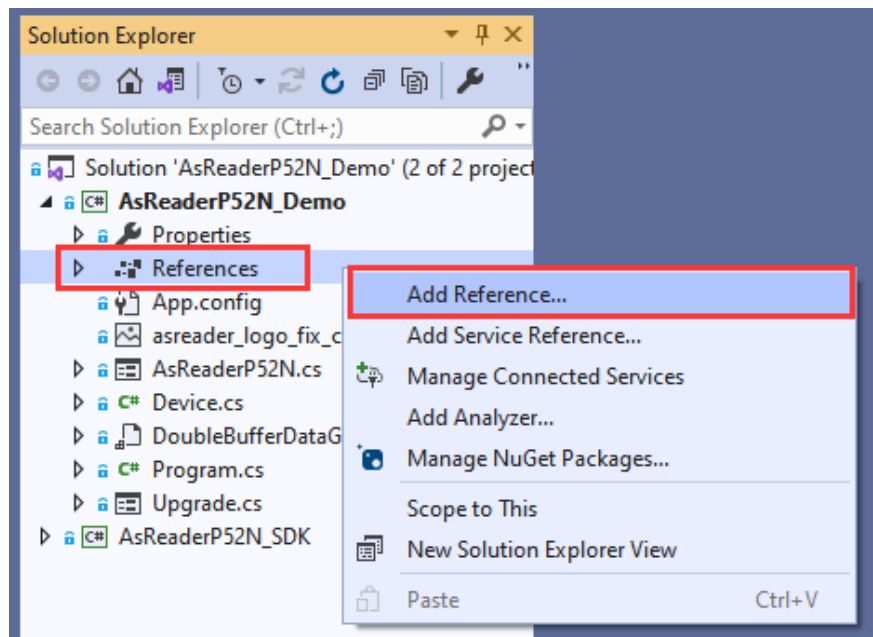 Solution Explorer
Search Solution Explorer (Ctrl+;)
Solution 'AsReaderP52N_Demo' (2 of 2 project
C# AsReaderP52N_Demo
Properties
References
App.config
asreader_logo_fix_c
AsReaderP52N.cs
C# Device.cs
DoubleBufferDataG
C# Program.cs
Upgrade.cs
C# AsReaderP52N_SDK
Add Reference...
Add Service Reference...
Manage Connected Services
Add Analyzer...
Manage NuGet Packages...
Scope to This
New Solution Explorer View
Paste Ctrl+V